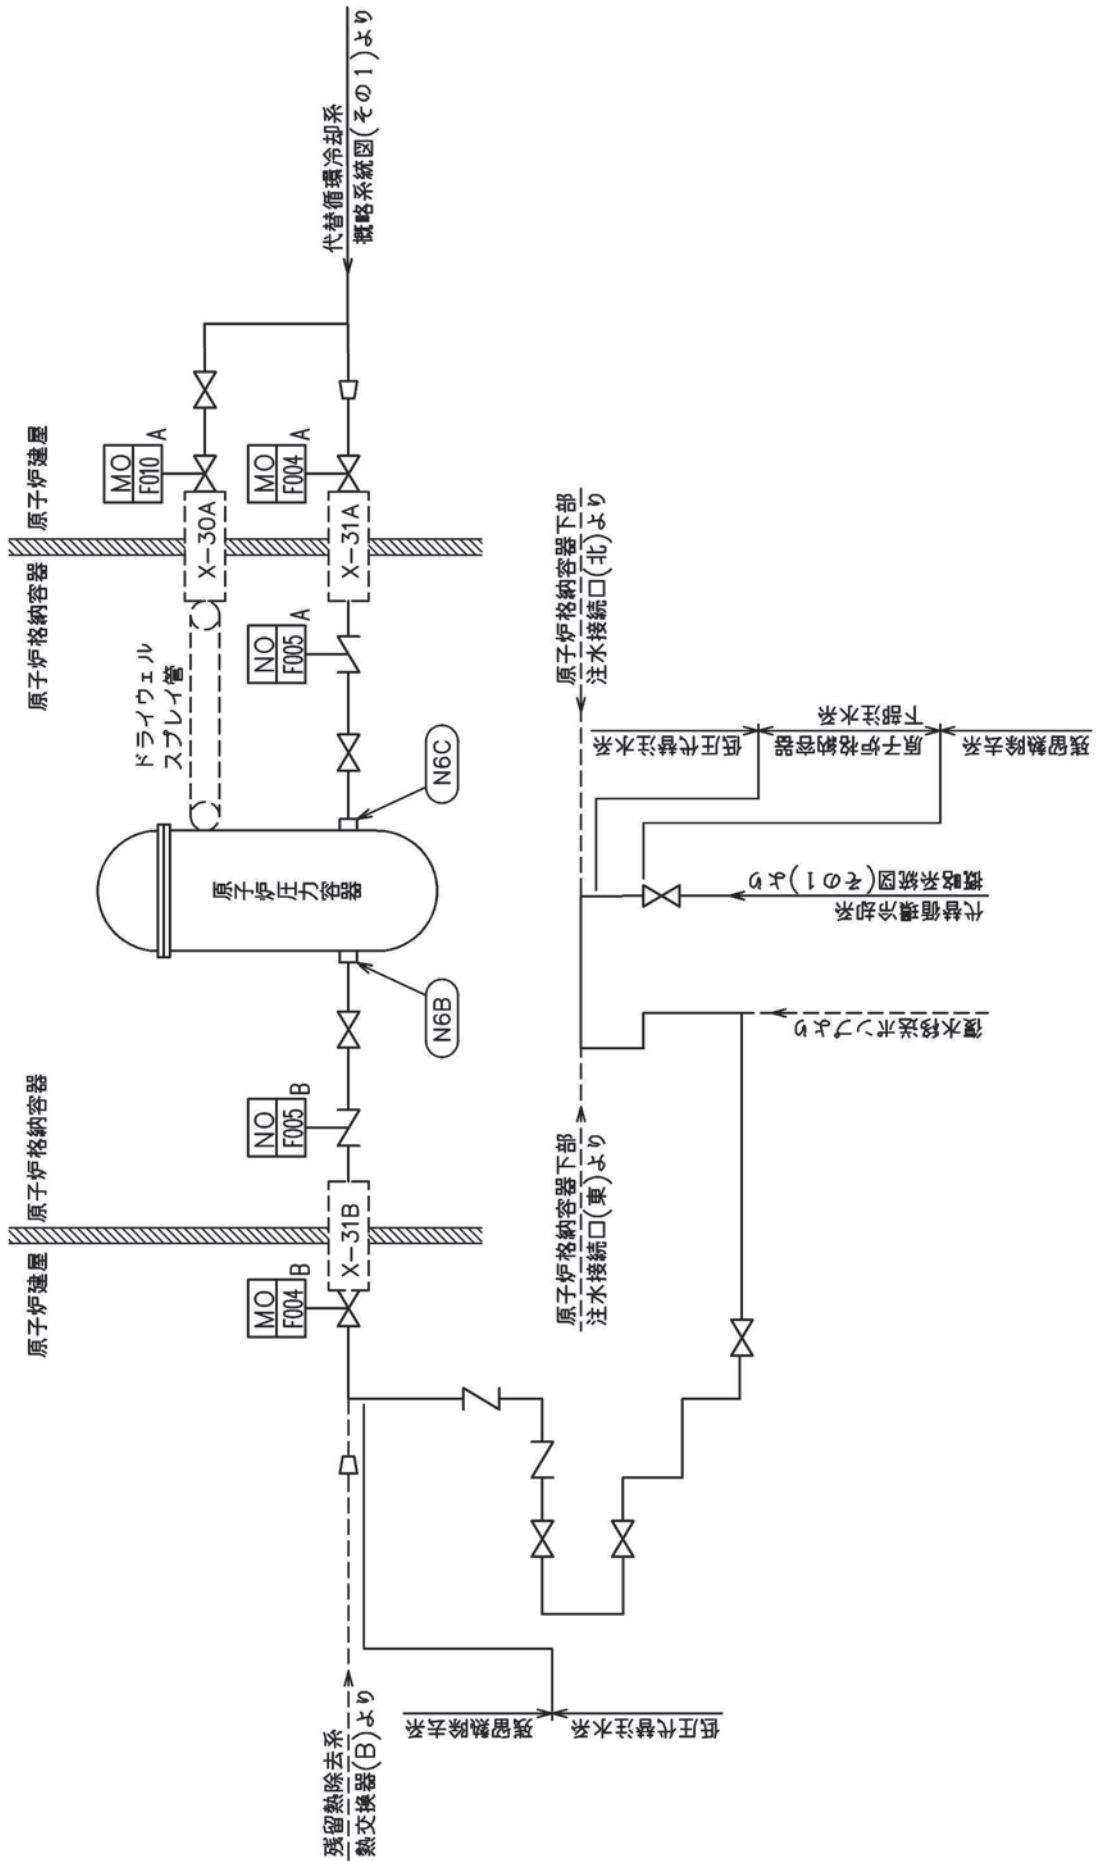 原子炉建屋
原子炉格納容器
原子炉格納容器
原子炉建屋
MO
F004
B
X-31B
NO
F005
B
N6B
原子炉圧力容器
N6C
ドライウェル
スプレイ管
NO
F005
A
X-30A
X-31A
MO
F010
A
MO
F004
A
代替循環冷却系
概略系統図(その1)より
残留熱除去系
熱交換器(B)より
残留熱除去系
低圧代替注水系
原子炉格納容器下部
注水接続口(東)より
原子炉格納容器下部
注水接続口(北)より
復水移送ポンプより
代替循環冷却系
概略系統図(その1)より
低圧代替注水系
原子炉格納容器
下部注水系
残留熱除去系